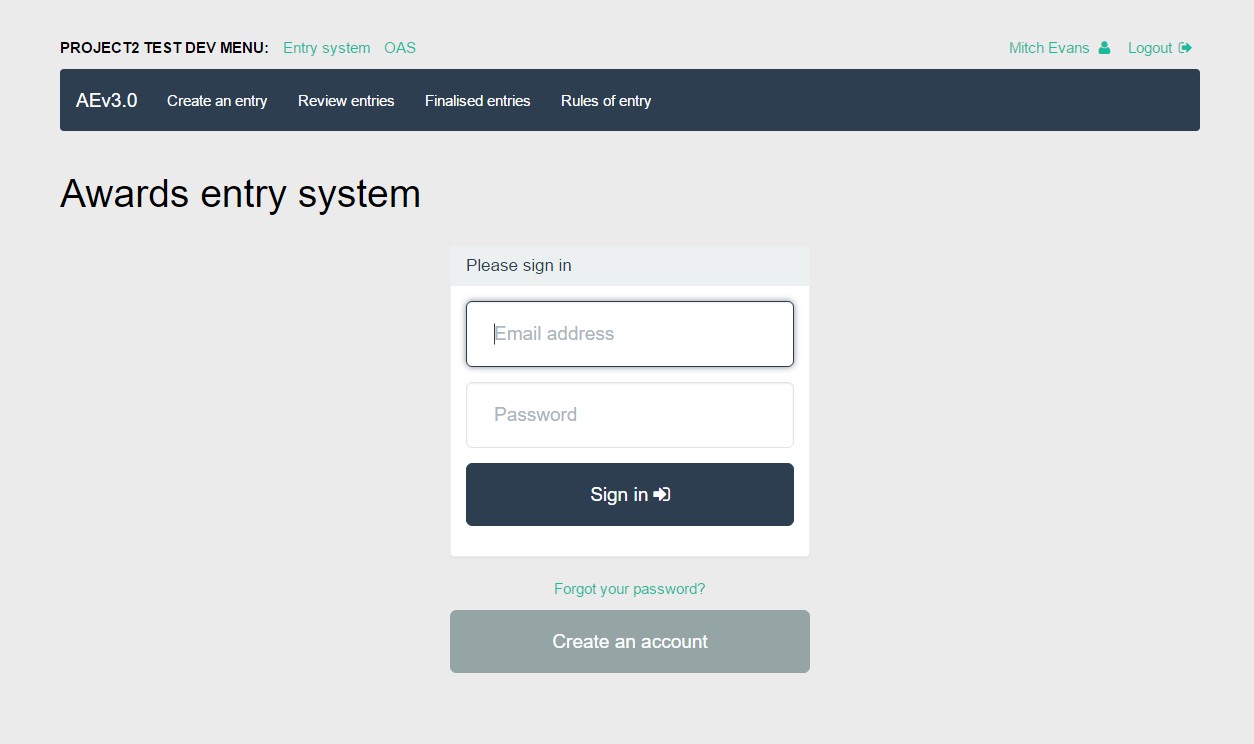 PROJECT2 TEST DEV MENU: Entry system OAS Mitch Evans Logout
AEv3.0 Create an entry Review entries Finalised entries Rules of entry
Awards entry system
Please sign in
Email address
Password
Sign in
Forgot your password?
Create an account